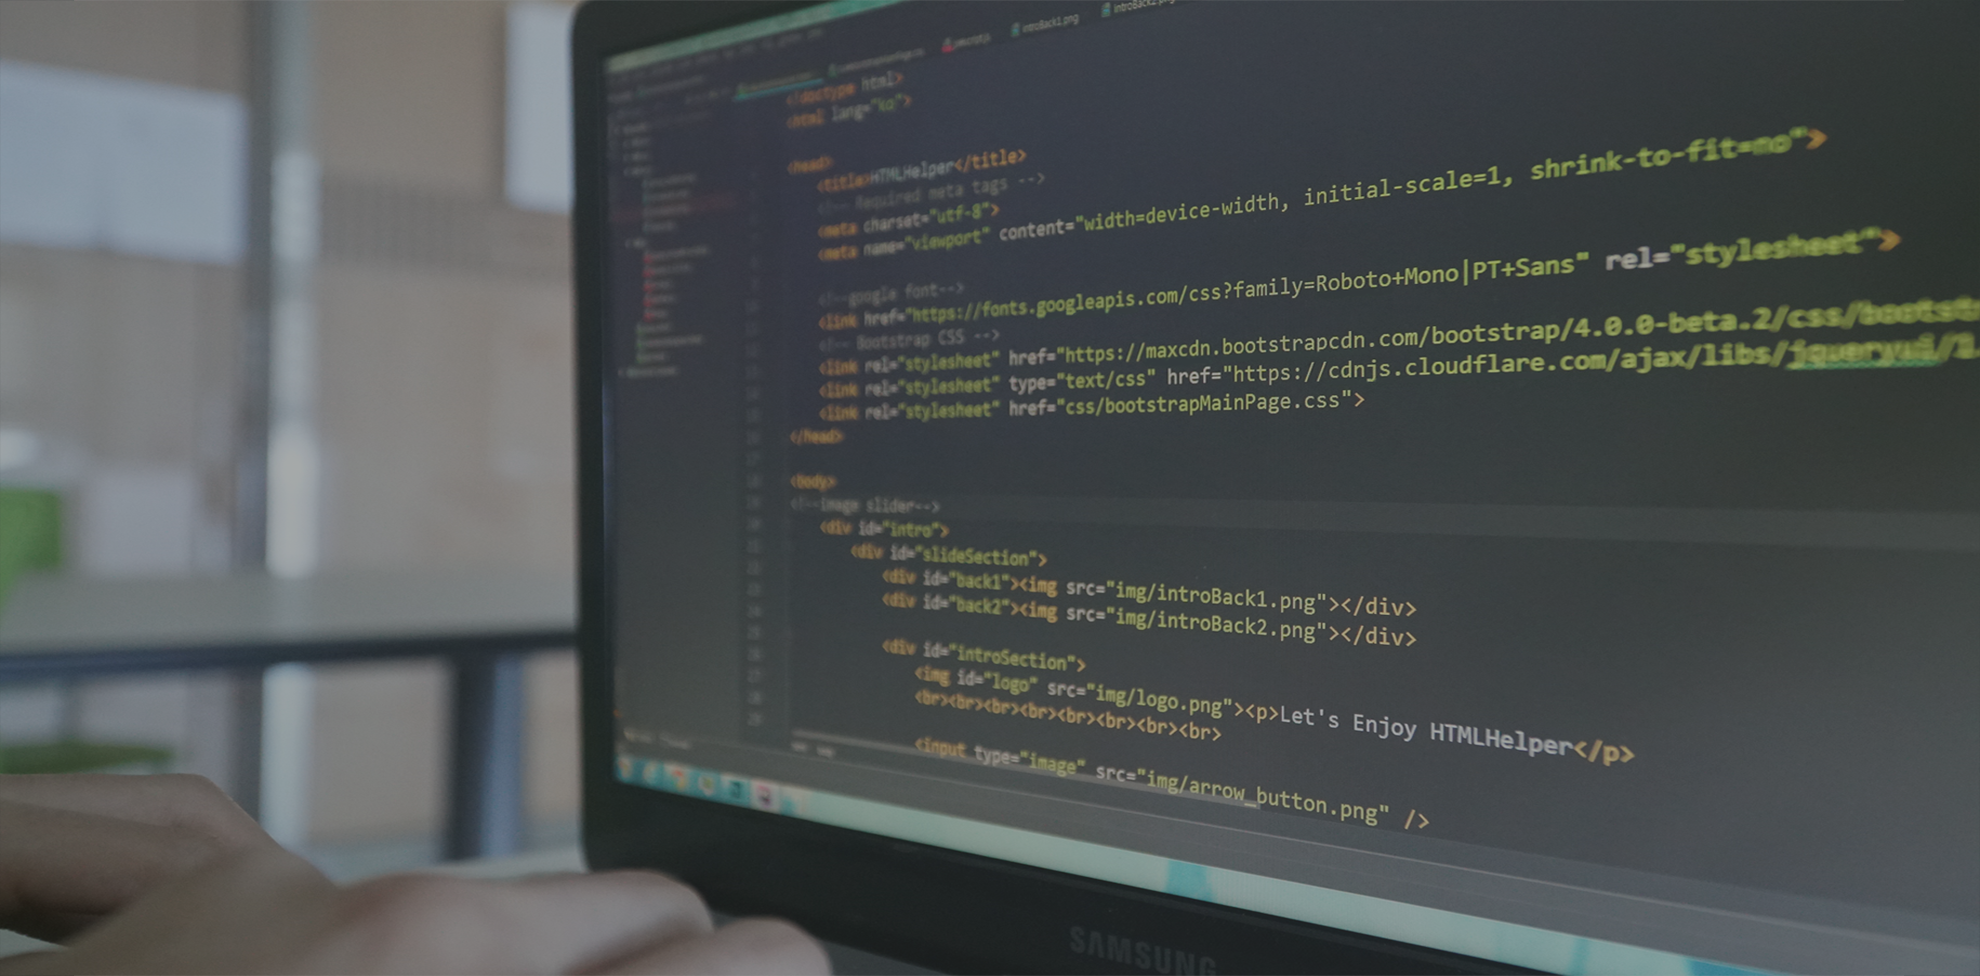 introBack1.png introBack2.png
<!doctype html>
<html lang="ko">
<head>
<title>HTMLHelper</title>
<!-- Required meta tags -->
<meta charset="utf-8">
<meta name="viewport" content="width=device-width, initial-scale=1, shrink-to-fit=no">
<!--google font-->
<link href="https://fonts.googleapis.com/css?family=Roboto+Mono|PT+Sans" rel="stylesheet">
<!-- Bootstrap CSS -->
<link rel="stylesheet" href="https://maxcdn.bootstrapcdn.com/bootstrap/4.0.0-beta.2/css/bootst
<link rel="stylesheet" type="text/css" href="https://cdnjs.cloudflare.com/ajax/libs/jqueryui/1.
<link rel="stylesheet" href="css/bootstrapMainPage.css">
</head>
<body>
<!--image slider-->
<div id="intro">
<div id="slideSection">
<div id="back1"><img src="img/introBack1.png"></div>
<div id="back2"><img src="img/introBack2.png"></div>
<div id="introSection">
<img id="logo" src="img/logo.png"><p>Let's Enjoy HTMLHelper</p>
<br><br><br><br><br><br><br><br>
<input type="image" src="img/arrow_button.png" />
SAMSUNG